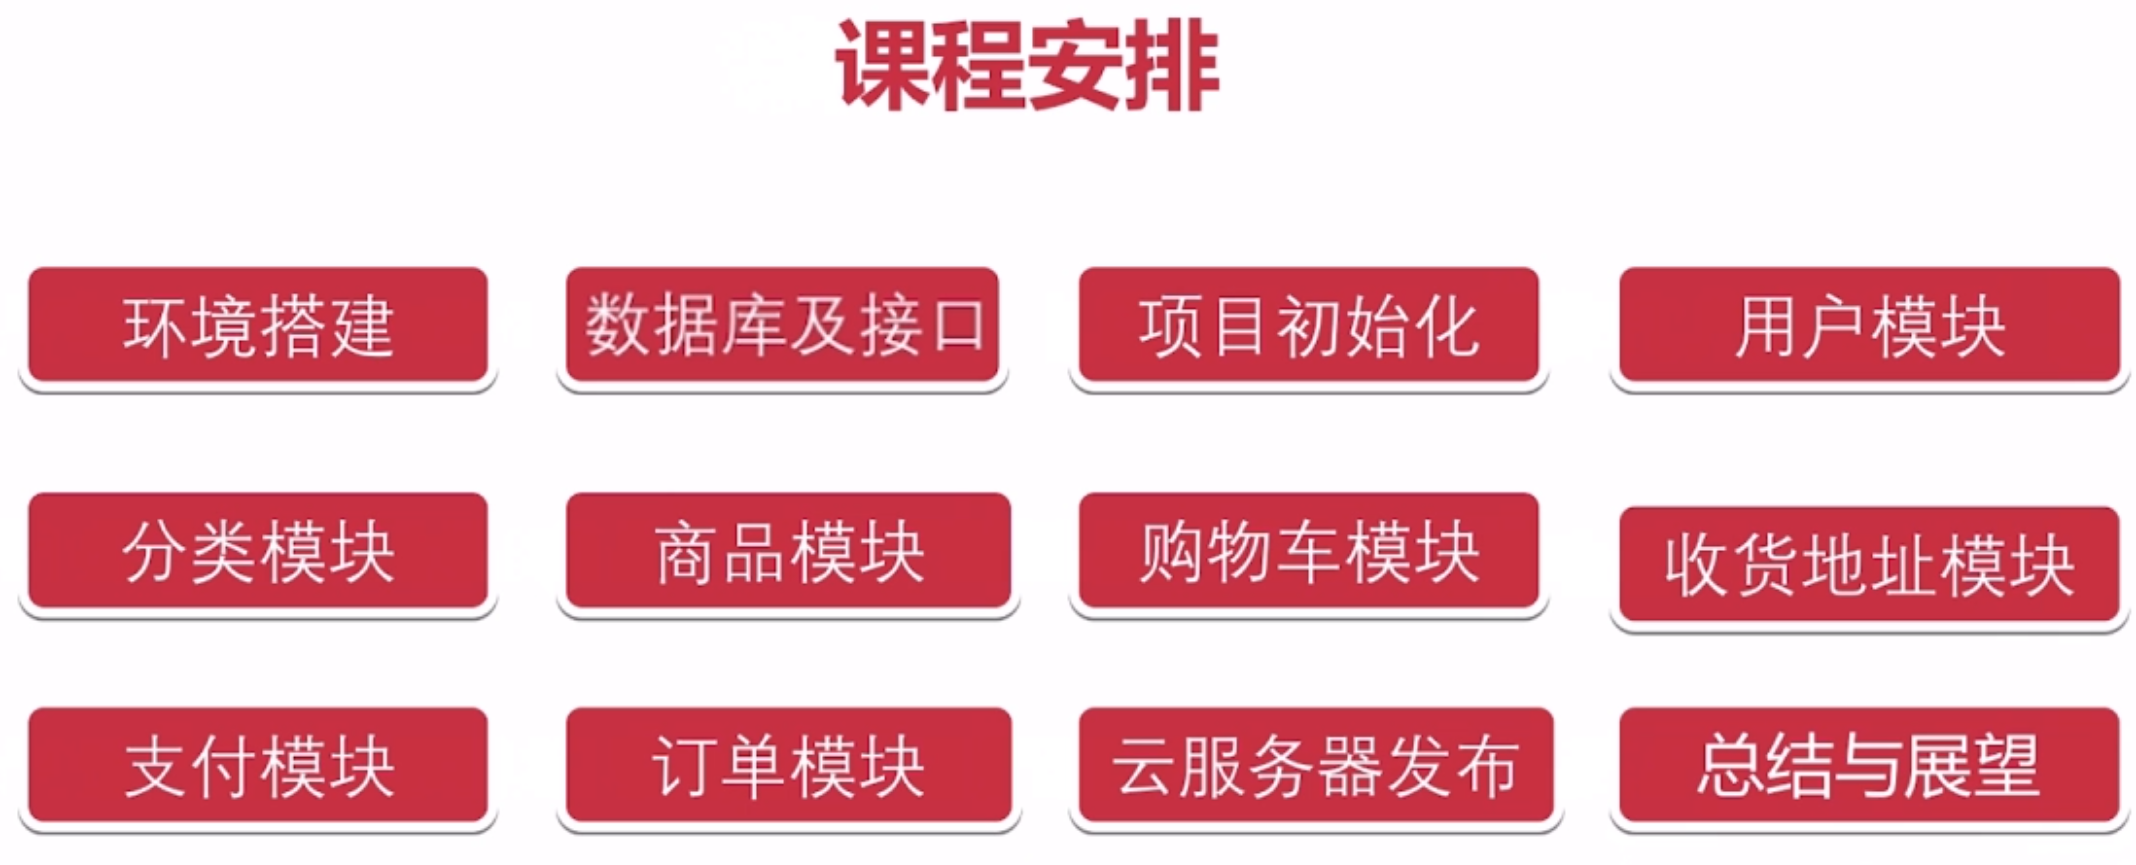 课程安排
环境搭建
数据库及接口
项目初始化
用户模块
分类模块
商品模块
购物车模块
收货地址模块
支付模块
订单模块
云服务器发布
总结与展望